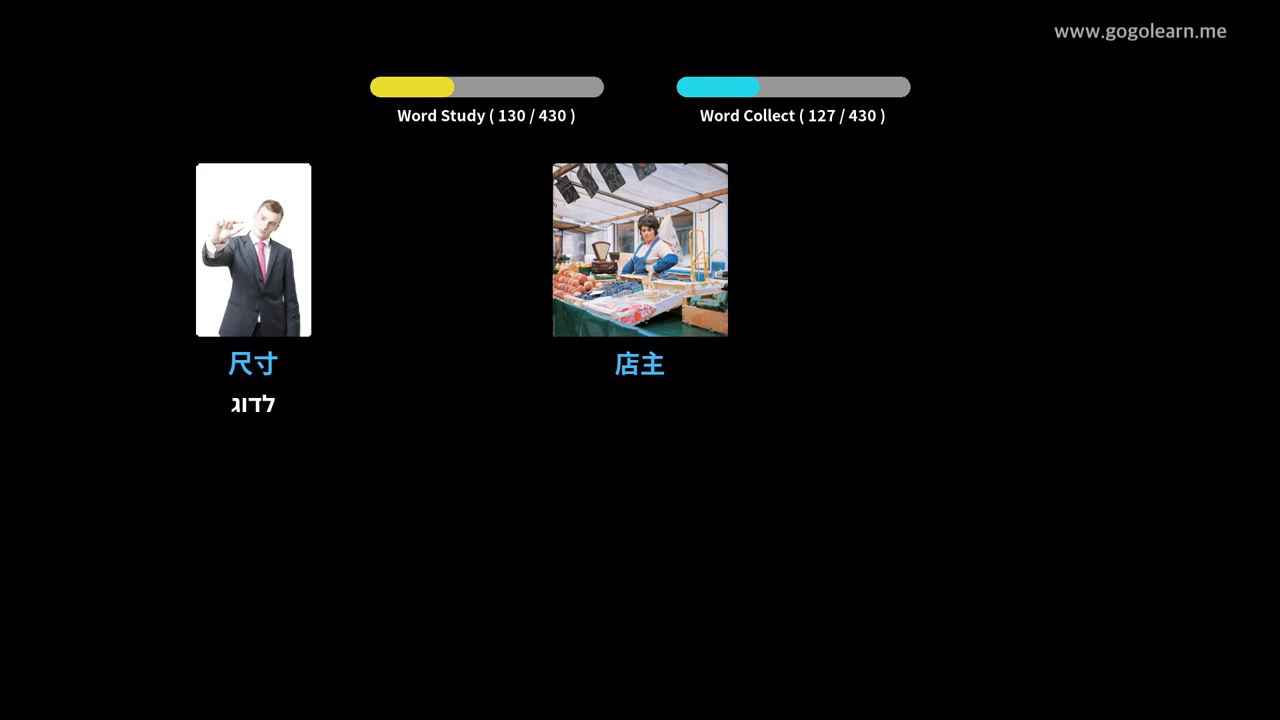 www.gogolearn.me
Word Study ( 130 / 430 )
Word Collect ( 127 / 430 )
尺寸
店主
לדוג